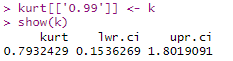 > kurt[['0.99']] <- k
> show(k)
     kurt    lwr.ci    upr.ci
0.7932429 0.1536269 1.8019091